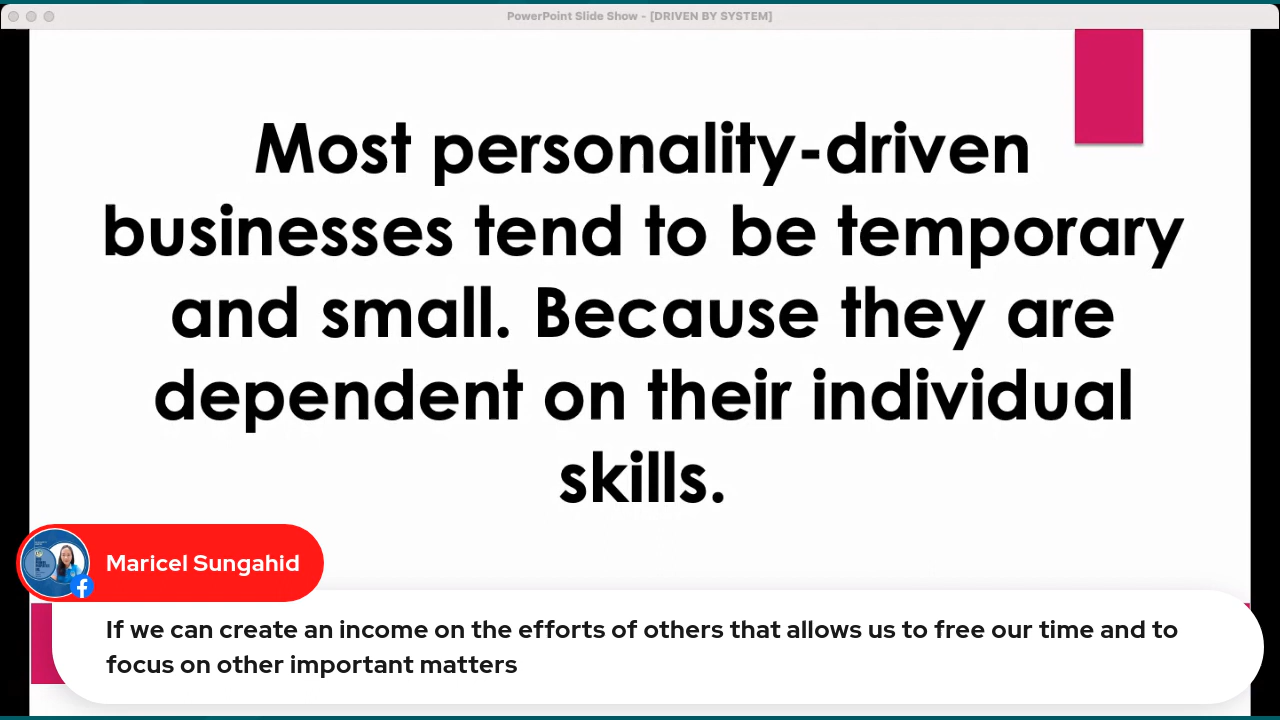 PowerPoint Slide Show - [DRIVEN BY SYSTEM]
Most personality-driven
businesses tend to be temporary
and small. Because they are
dependent on their individual
skills.
Maricel Sungahid
If we can create an income on the efforts of others that allows us to free our time and to
focus on other important matters